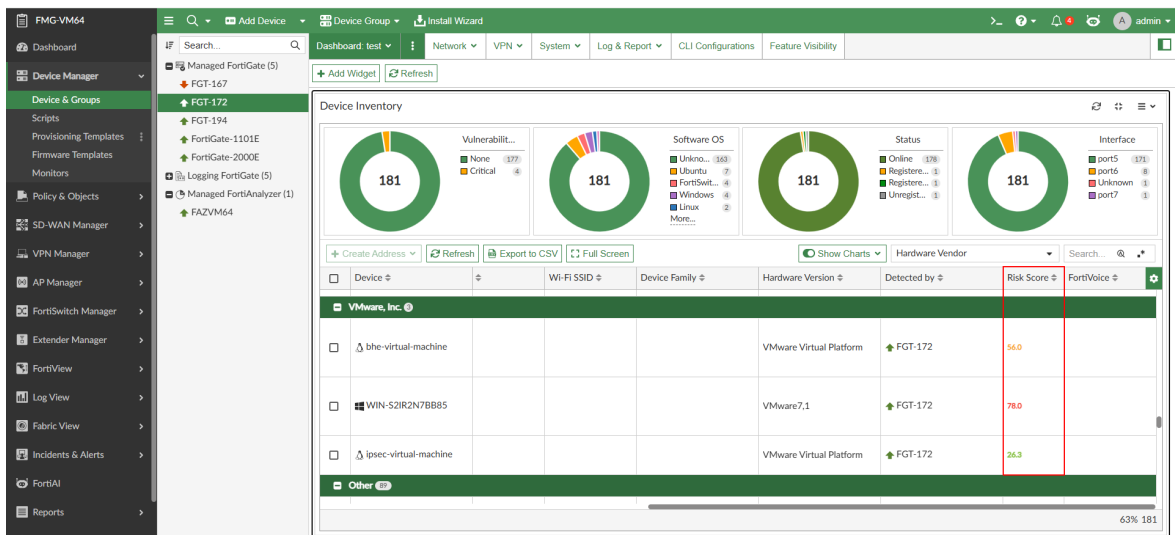 FMG-VM64
Add Device
Device Group
Install Wizard
>_
?
4
A
admin
Dashboard
Device Manager
Device & Groups
Scripts
Provisioning Templates
Firmware Templates
Monitors
Policy & Objects
SD-WAN Manager
VPN Manager
AP Manager
FortiSwitch Manager
Extender Manager
FortiView
Log View
Fabric View
Incidents & Alerts
FortiAI
Reports
Search...
Managed FortiGate (5)
FGT-167
FGT-172
FGT-194
FortiGate-1101E
FortiGate-2000E
Logging FortiGate (5)
Managed FortiAnalyzer (1)
FAZVM64
Dashboard: test
Network
VPN
System
Log & Report
CLI Configurations
Feature Visibility
+ Add Widget
Refresh
Device Inventory
181
Vulnerabilit...
None 177
Critical 4
181
Software OS
Unkno... 163
Ubuntu 7
FortiSwit... 4
Windows 4
Linux 2
More...
181
Status
Online 178
Registere... 1
Registere... 1
Unregist... 1
181
Interface
port5 171
port6 8
Unknown 1
port7 1
+ Create Address
Refresh
Export to CSV
Full Screen
Show Charts
Hardware Vendor
Search...
Device
Wi-Fi SSID
Device Family
Hardware Version
Detected by
Risk Score
FortiVoice
VMware, Inc. 3
bhe-virtual-machine VMware Virtual Platform FGT-172 56.0
WIN-S2IR2N7BB85 VMware7,1 FGT-172 78.0
ipsec-virtual-machine VMware Virtual Platform FGT-172 26.3
Other 89
63% 181